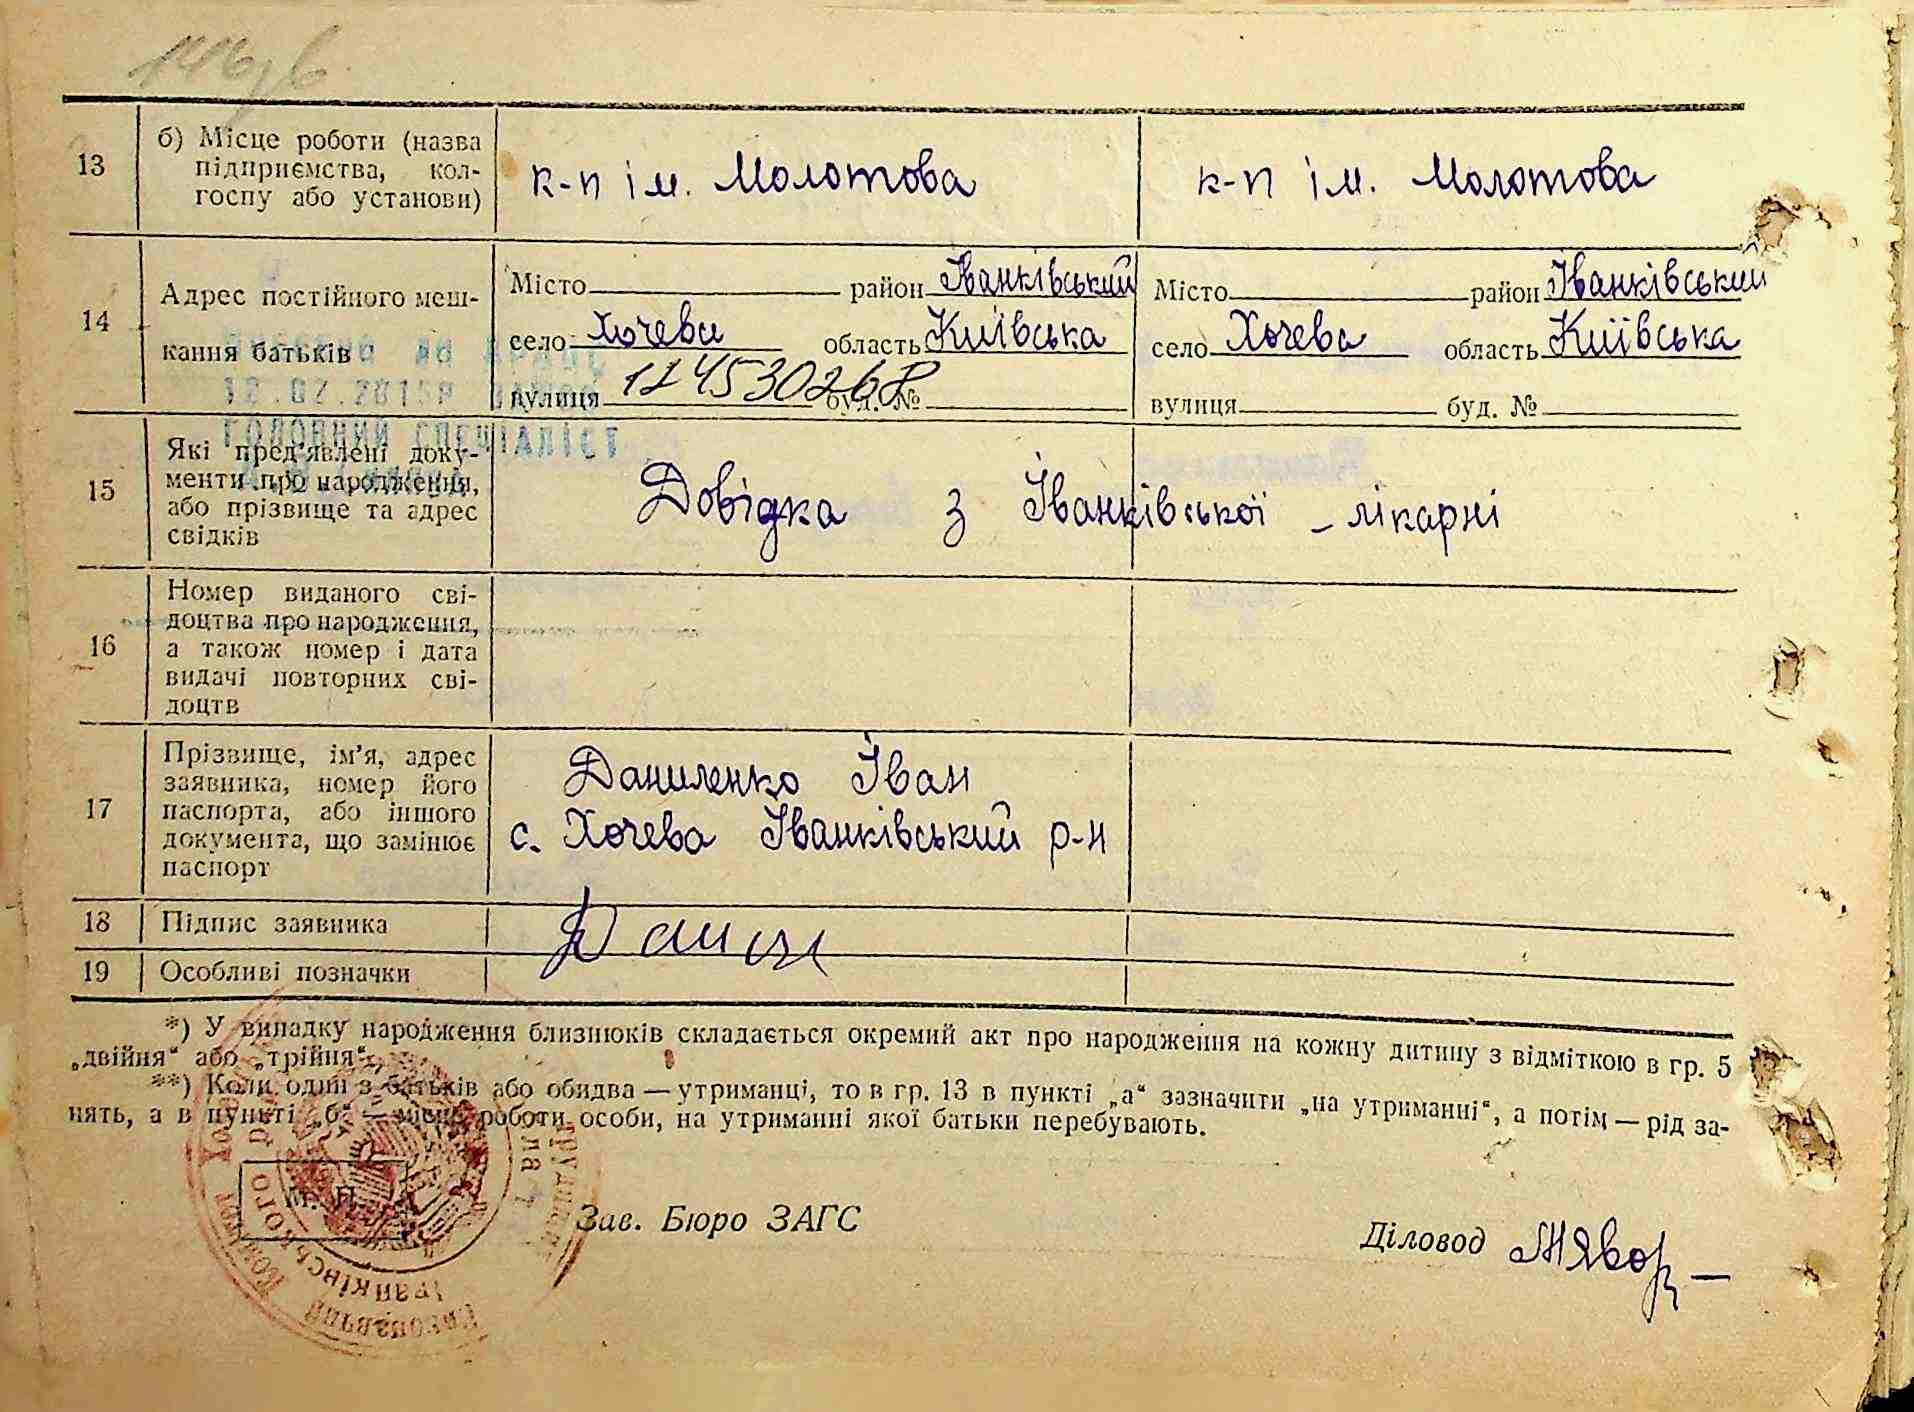 13
б) Місце роботи (назва
підприємства, кол-
госпу або установи)
к-п ім. Молотова
к-п ім. Молотова
14
Адрес постійного меш-
кання батьків
Місто район Іванківський
село Хочева область Київська
вулиця буд. №
124530268
Місто район Іванківський
село Хочева область Київська
вулиця буд. №
ГОЛОВНИЙ СПЕЦІАЛІСТ
15
Які пред'явлені доку-
менти про народження,
або прізвище та адрес
свідків
Довідка з Іванківської - лікарні
16
Номер виданого сві-
доцтва про народження,
а також номер і дата
видачі повторних сві-
доцтв
17
Прізвище, ім'я, адрес
заявника, номер його
паспорта, або іншого
документа, що замінює
паспорт
Даниленко Іван
с. Хочева Іванківський р-н
18
Підпис заявника
19
Особливі позначки
*) У випадку народження близнюків складається окремий акт про народження на кожну дитину з відміткою в гр. 5
„двійня“ або „трійня“.
**) Коли один з батьків або обидва — утриманці, то в гр. 13 в пункті „а“ зазначити „на утриманні“, а потім — рід за-
нять, а в пункті „б“ місце роботи особи, на утриманні якої батьки перебувають.
М. П.
Зав. Бюро ЗАГС
Діловод